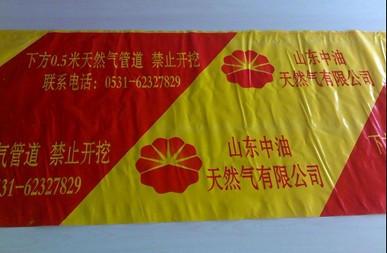 下方0.5米天然气管道 禁止开挖
联系电话：0531-62327829
山东中油
天然气有限公司
气管道 禁止开挖
31-62327829
山东中油
天然气有限公司